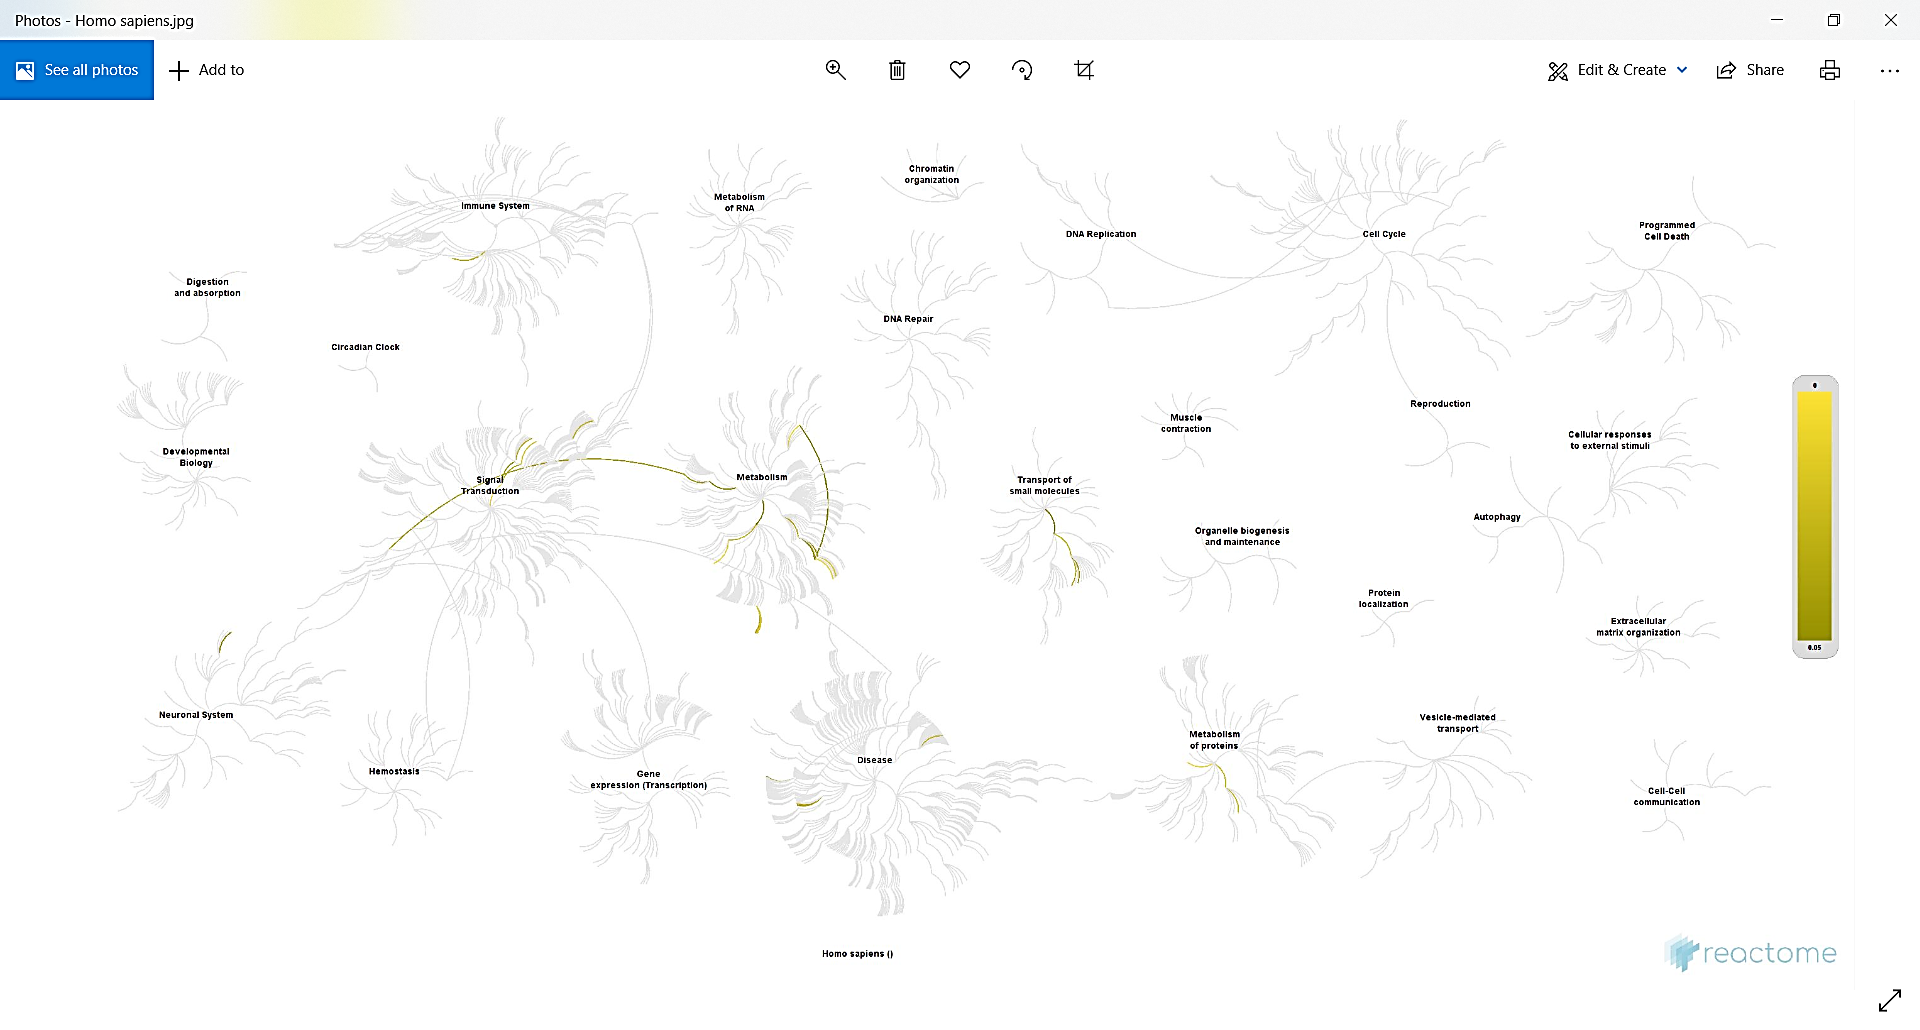 Photos - Homo sapiens.jpg
See all photos
Add to
Edit & Create
Share
Immune System
Metabolism
of RNA
Chromatin
organization
DNA Replication
Cell Cycle
Programmed
Cell Death
Digestion
and absorption
Circadian Clock
DNA Repair
0
Developmental
Biology
Signal
Transduction
Metabolism
Transport of
small molecules
Muscle
contraction
Reproduction
Cellular responses
to external stimuli
Organelle biogenesis
and maintenance
Autophagy
Protein
localization
Extracellular
matrix organization
0.05
Neuronal System
Hemostasis
Gene
expression (Transcription)
Disease
Metabolism
of proteins
Vesicle-mediated
transport
Cell-Cell
communication
Homo sapiens ()
reactome